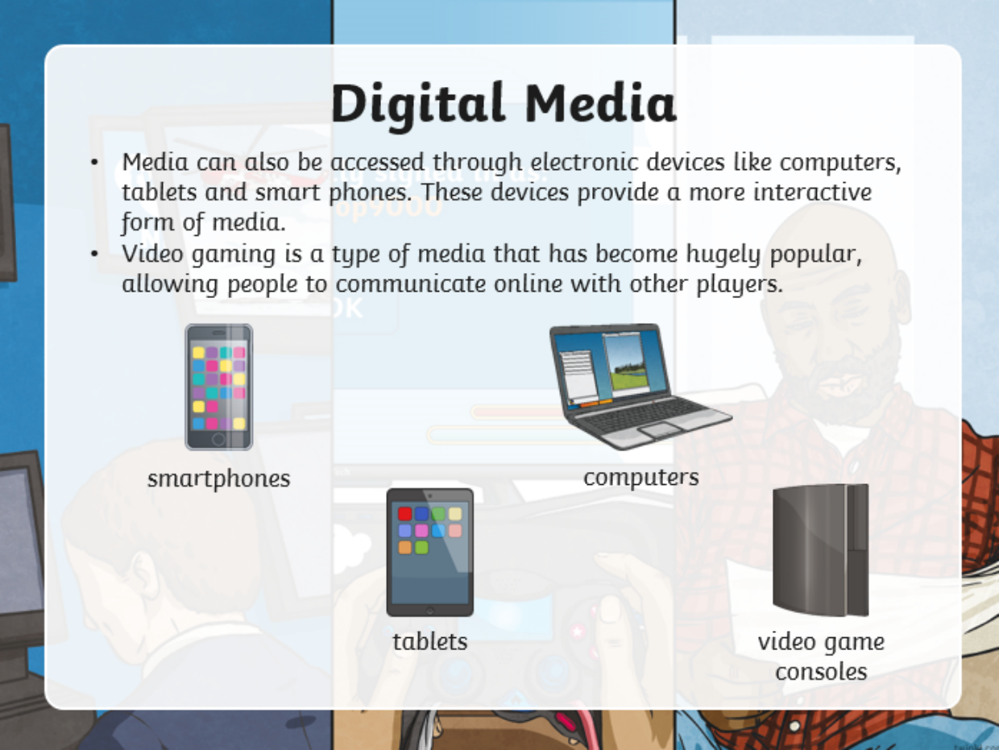 Digital Media
• Media can also be accessed through electronic devices like computers,
tablets and smart phones. These devices provide a more interactive
form of media.
• Video gaming is a type of media that has become hugely popular,
allowing people to communicate online with other players.
OK
smartphones
computers
tablets
video game
consoles